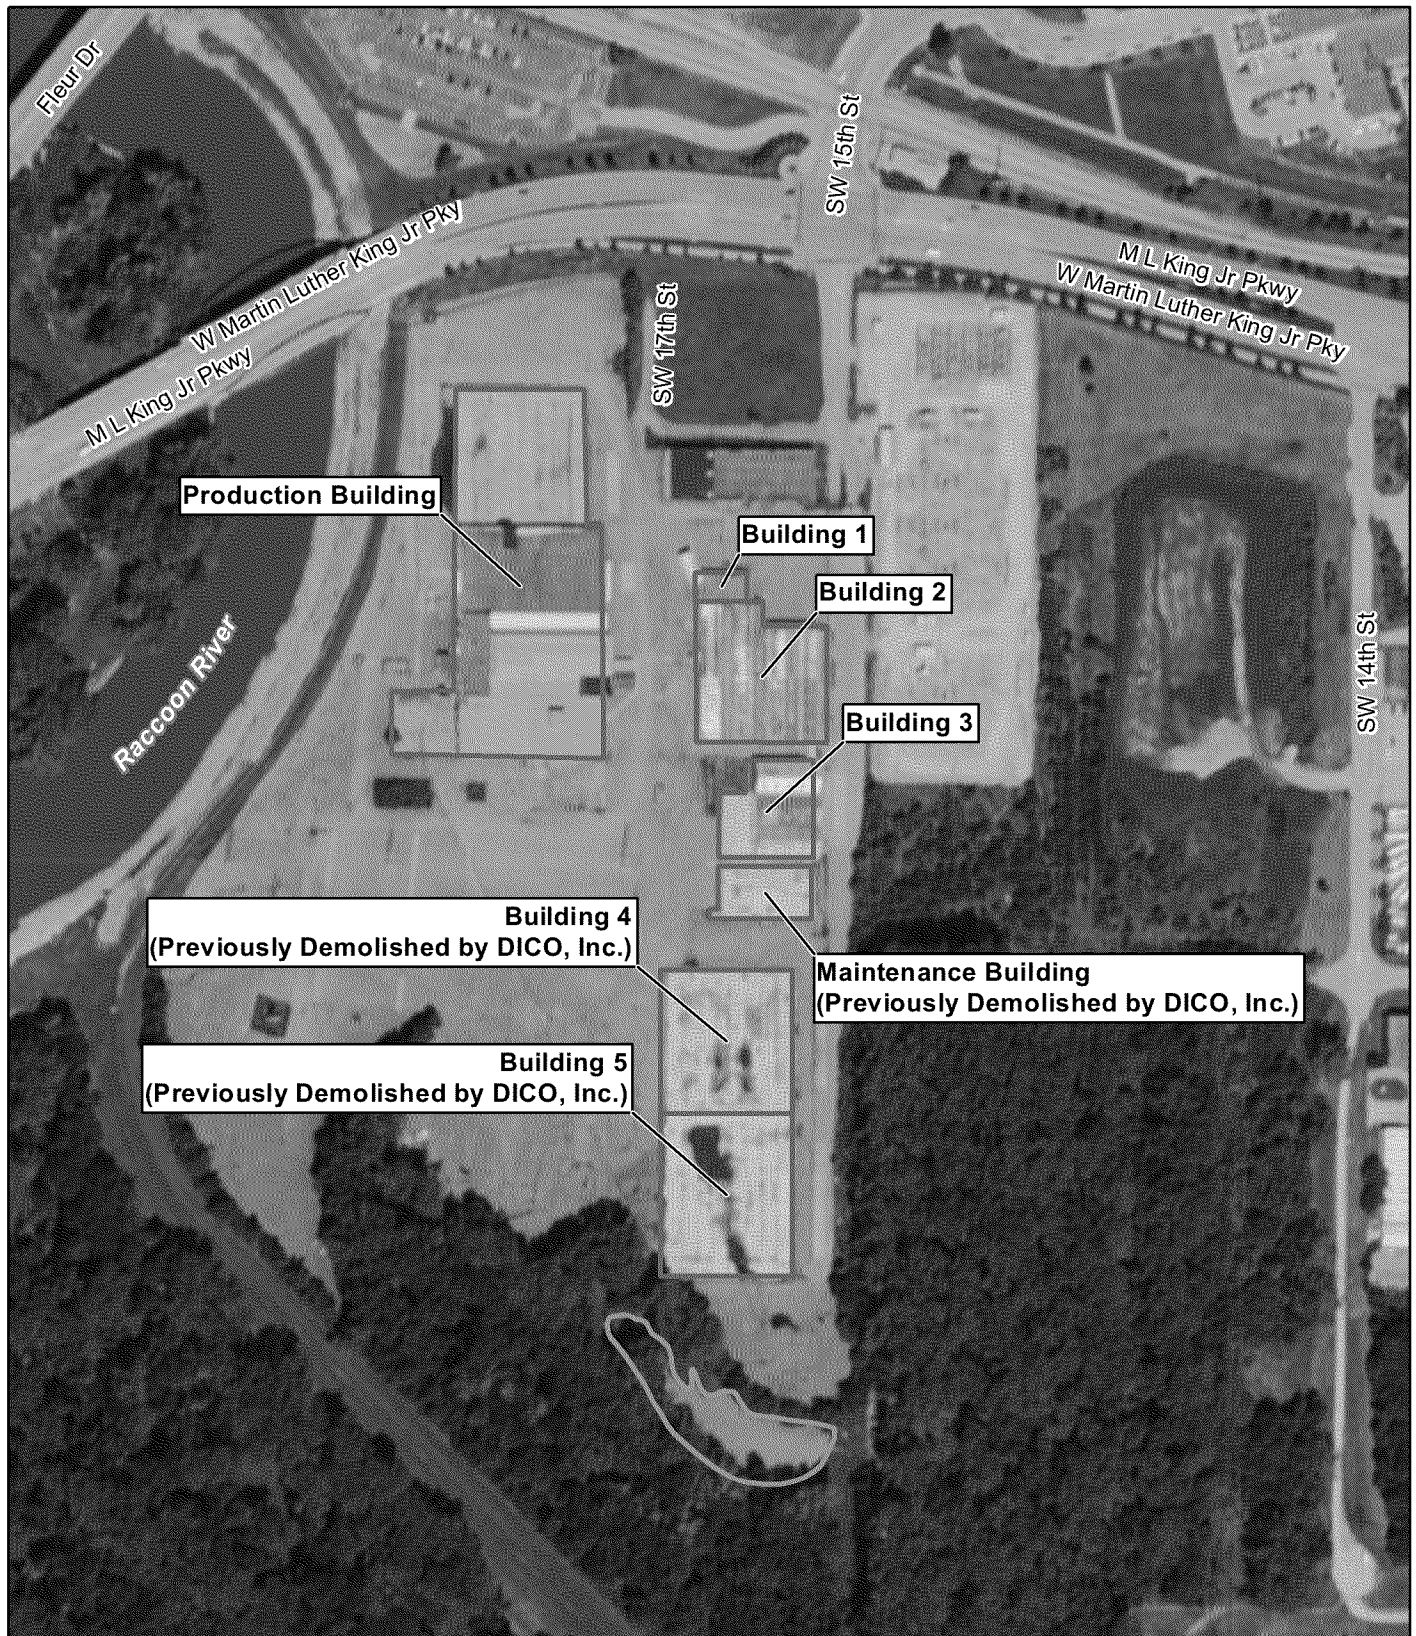 Fleur Dr
SW 15th St
W Martin Luther King Jr Pky
M L King Jr Pkwy
M L King Jr Pkwy
W Martin Luther King Jr Pky
SW 17th St
Production Building
Building 1
Building 2
Raccoon River
SW 14th St
Building 3
Building 4
(Previously Demolished by DICO, Inc.)
Maintenance Building
(Previously Demolished by DICO, Inc.)
Building 5
(Previously Demolished by DICO, Inc.)